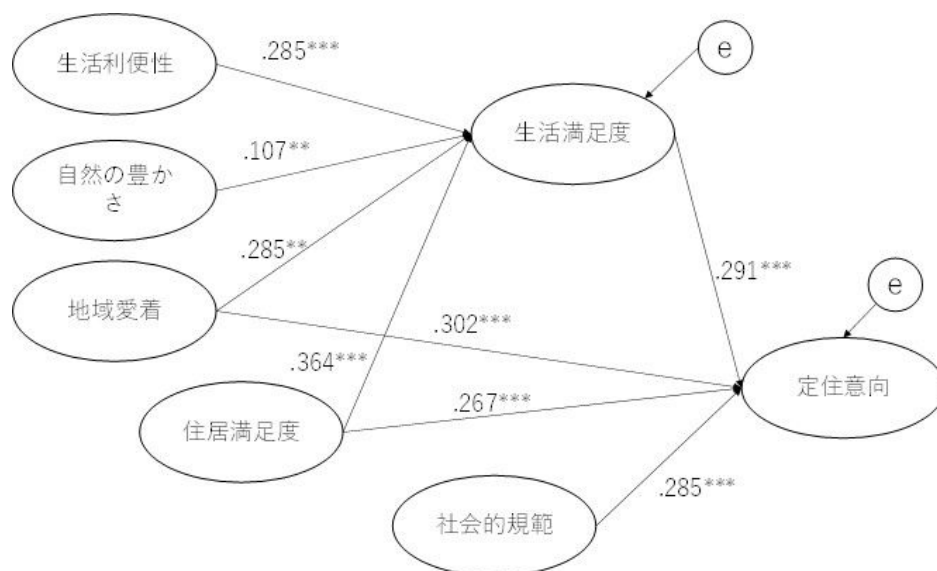 生活利便性
.285***
e
生活満足度
自然の豊か
さ
.107**
.285**
地域愛着
.291***
e
.302***
.364***
定住意向
住居満足度
.267***
社会的規範
.285***